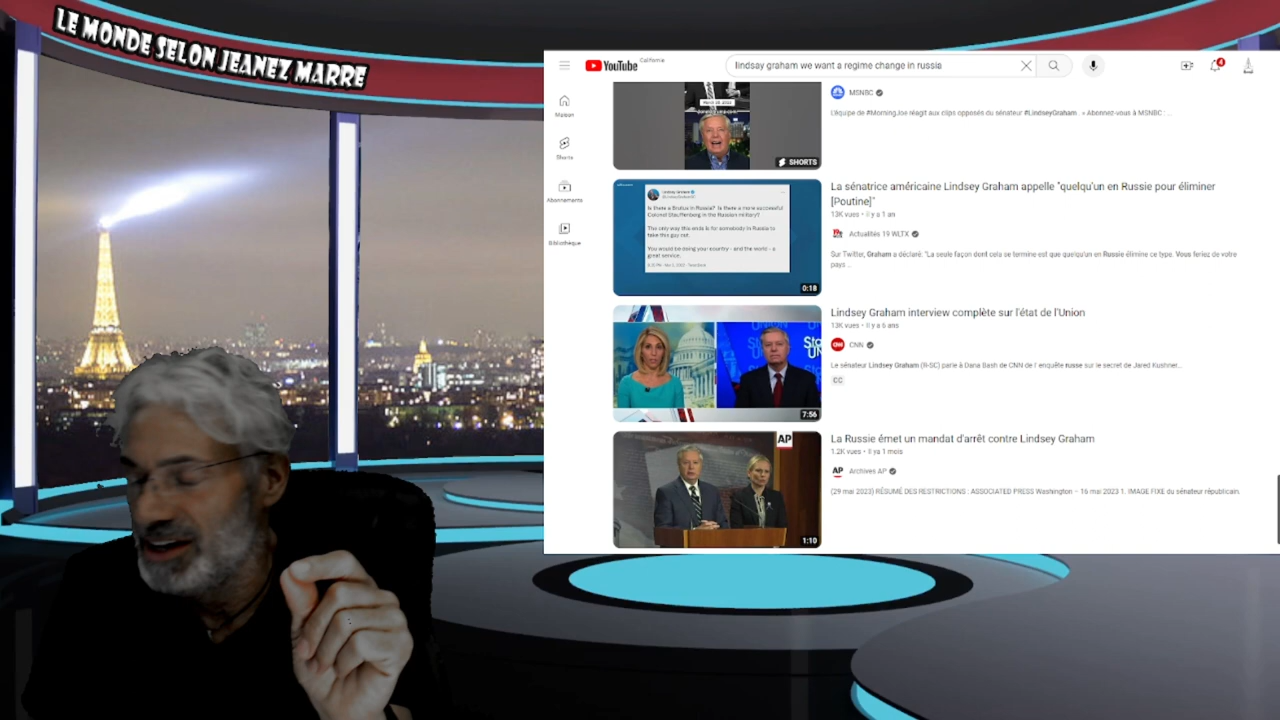 LE MONDE SELON JEANEZ MARRE
YouTube
California
lindsay graham we want a regime change in russia
4
Maison
Shorts
Abonnements
Bibliothèque
SHORTS
MSNBC
L'équipe de #MorningJoe réagit aux clips opposés du sénateur #LindseyGraham . » Abonnez-vous à MSNBC : ...
Is there a Brutus in Russia? Is there a more successful
Colonel Stauffenberg in the Russian military?
The only way this ends is for somebody in Russia to
take this guy out.
You would be doing your country - and the world - a
great service.
0:18
La sénatrice américaine Lindsey Graham appelle "quelqu'un en Russie pour éliminer
[Poutine]"
13K vues • il y a 1 an
Actualités 19 WLTX
Sur Twitter, Graham a déclaré: "La seule façon dont cela se termine est que quelqu'un en Russie élimine ce type. Vous feriez de votre
pays ...
7:56
Lindsey Graham interview complète sur l'état de l'Union
13K vues • Il y a 6 ans
CNN
CNN
Le sénateur Lindsey Graham (R-SC) parle à Dana Bash de CNN de l' enquête russe sur le secret de Jared Kushner...
CC
AP
1:10
La Russie émet un mandat d'arrêt contre Lindsey Graham
1.2K vues • Il ya 1 mois
AP
Archives AP
(29 mai 2023) RÉSUMÉ DES RESTRICTIONS : ASSOCIATED PRESS Washington – 16 mai 2023 1. IMAGE FIXE du sénateur républicain.